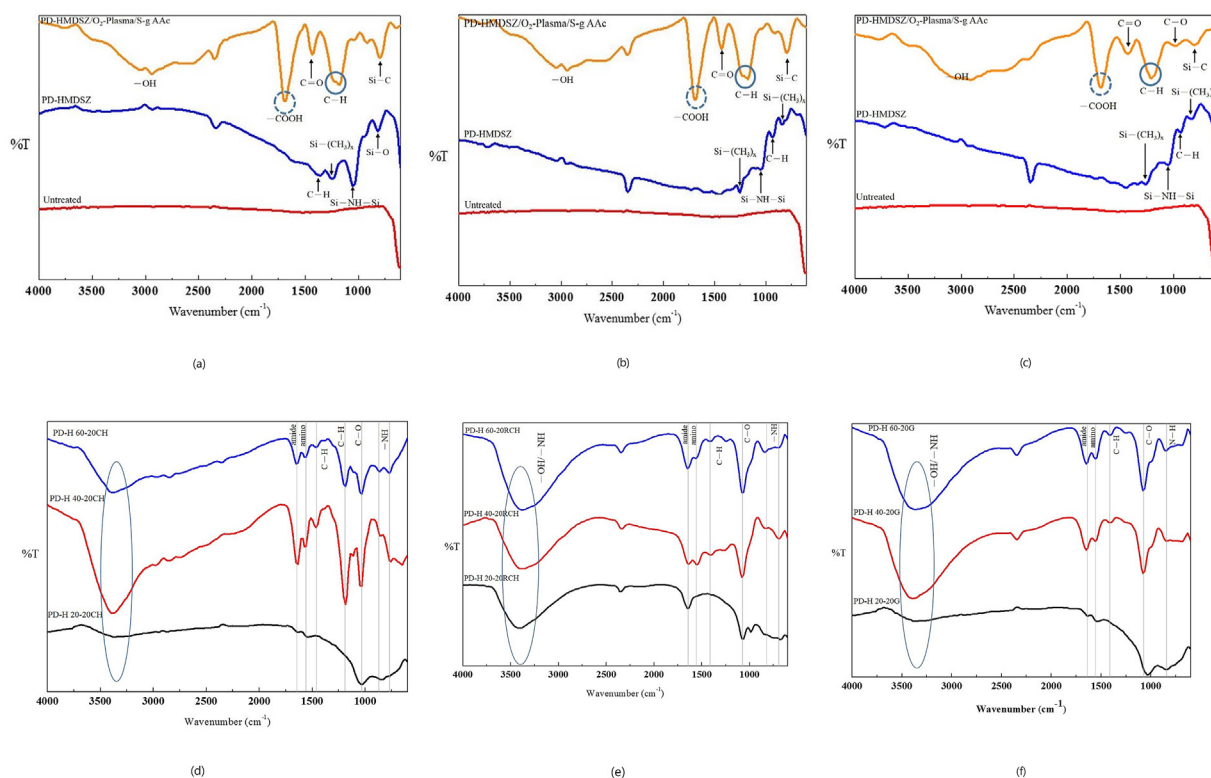 PD-HMDSZ/O2-Plasma/S-g AAc
−OH
−COOH
C=O
C−H
Si−C
PD-HMDSZ
Si−(CH3)x
C−H
Si−NH−Si
Si−O
Untreated
%T
4000 3500 3000 2500 2000 1500 1000
Wavenumber (cm-1)
(a)
PD-HMDSZ/O2-Plasma/S-g AAc
−OH
−COOH
C=O
C−H
Si−C
Si−(CH3)x
PD-HMDSZ
Si−(CH3)x
C−H
Si−NH−Si
Untreated
%T
4000 3500 3000 2500 2000 1500 1000
Wavenumber (cm-1)
(b)
PD-HMDSZ/O2-Plasma/S-g AAc
C=O
C−O
−OH
−COOH
C−H
Si−C
Si−(CH3)x
PD-HMDSZ
Si−(CH3)x
C−H
Si−NH−Si
Untreated
%T
4000 3500 3000 2500 2000 1500 1000
Wavenumber (cm-1)
(c)
PD-H 60-20CH
amide
amino
C−H
C−H
C−O
−NH
PD-H 40-20CH
PD-H 20-20CH
%T
4000 3500 3000 2500 2000 1500 1000
Wavenumber (cm-1)
(d)
PD-H 60-20RCH
−OH/−NH
amide
amino
C−H
C−O
−NH
PD-H 40-20RCH
PD-H 20-20RCH
%T
4000 3500 3000 2500 2000 1500 1000
Wavenumber (cm-1)
(e)
PD-H 60-20G
−OH/−NH
amide
amino
C−H
C−O
N−H
PD-H 40-20G
PD-H 20-20G
%T
4000 3500 3000 2500 2000 1500 1000
Wavenumber (cm-1)
(f)